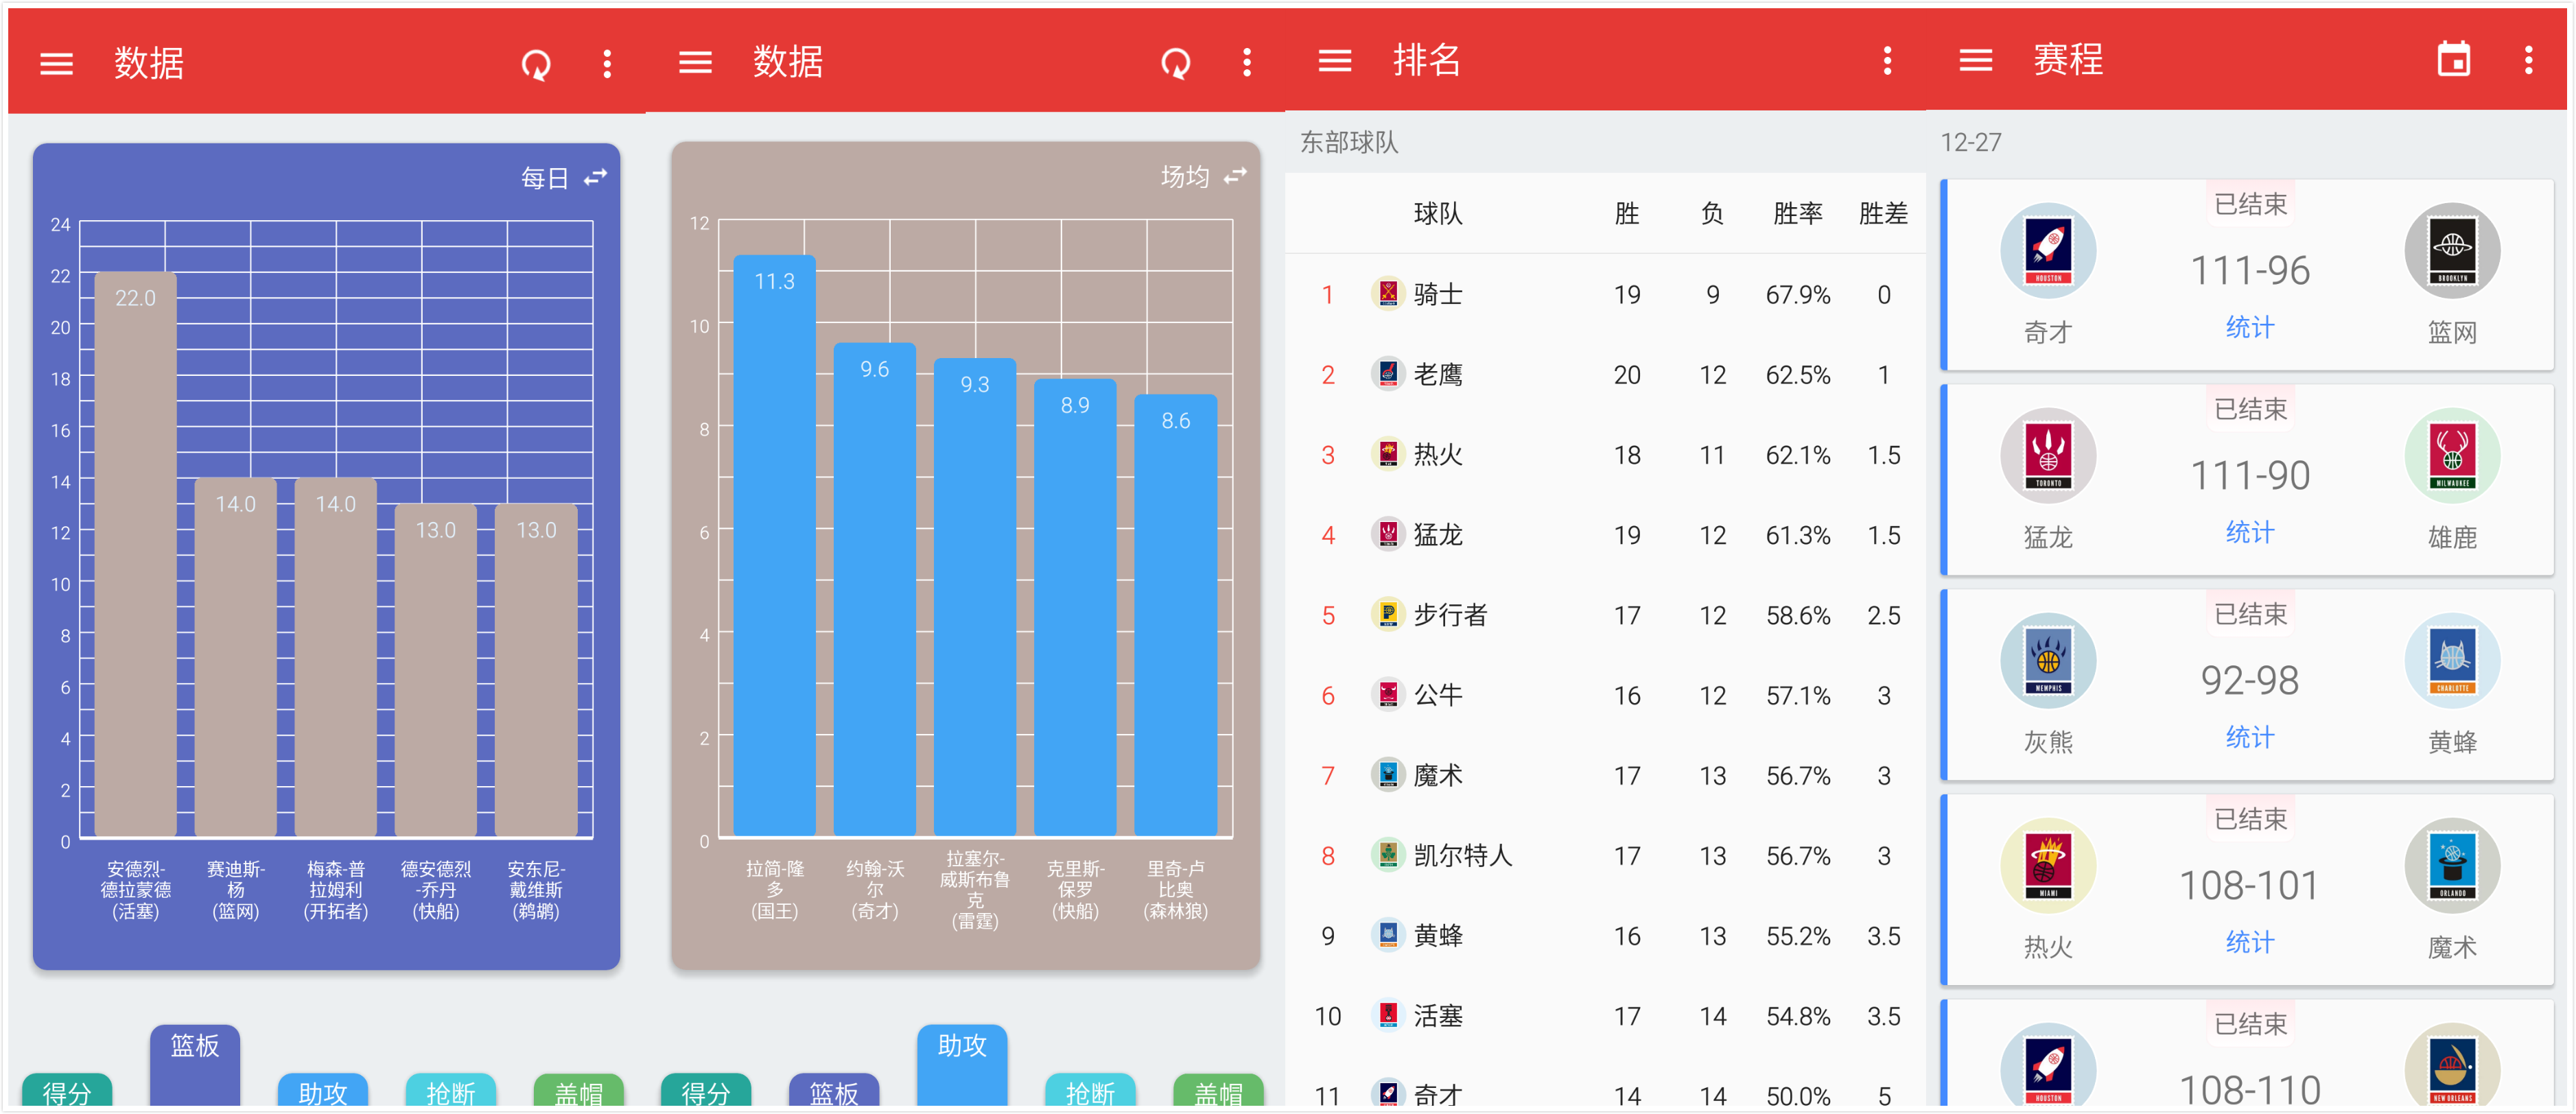 数据
每日
24
22
20
18
16
14
12
10
8
6
4
2
0
22.0
14.0
14.0
13.0
13.0
安德烈-
德拉蒙德
(活塞)
赛迪斯-
杨
(篮网)
梅森-普
拉姆利
(开拓者)
德安德烈
-乔丹
(快船)
安东尼-
戴维斯
(鹈鹕)
得分
篮板
助攻
抢断
盖帽
数据
场均
12
10
8
6
4
2
0
11.3
9.6
9.3
8.9
8.6
拉简-隆
多
(国王)
约翰-沃
尔
(奇才)
拉塞尔-
威斯布鲁
克
(雷霆)
克里斯-
保罗
(快船)
里奇-卢
比奥
(森林狼)
得分
篮板
助攻
抢断
盖帽
排名
东部球队
球队 胜 负 胜率 胜差
1 骑士 19 9 67.9% 0
2 老鹰 20 12 62.5% 1
3 热火 18 11 62.1% 1.5
4 猛龙 19 12 61.3% 1.5
5 步行者 17 12 58.6% 2.5
6 公牛 16 12 57.1% 3
7 魔术 17 13 56.7% 3
8 凯尔特人 17 13 56.7% 3
9 黄蜂 16 13 55.2% 3.5
10 活塞 17 14 54.8% 3.5
11 奇才 14 14 50.0% 5
赛程
12-27
已结束
HOUSTON
111-96
BROOKLYN
奇才
统计
篮网
已结束
TORONTO
111-90
MILWAUKEE
猛龙
统计
雄鹿
已结束
MEMPHIS
92-98
CHARLOTTE
灰熊
统计
黄蜂
已结束
MIAMI
108-101
ORLANDO
热火
统计
魔术
已结束
HOUSTON
108-110
NEW ORLEANS